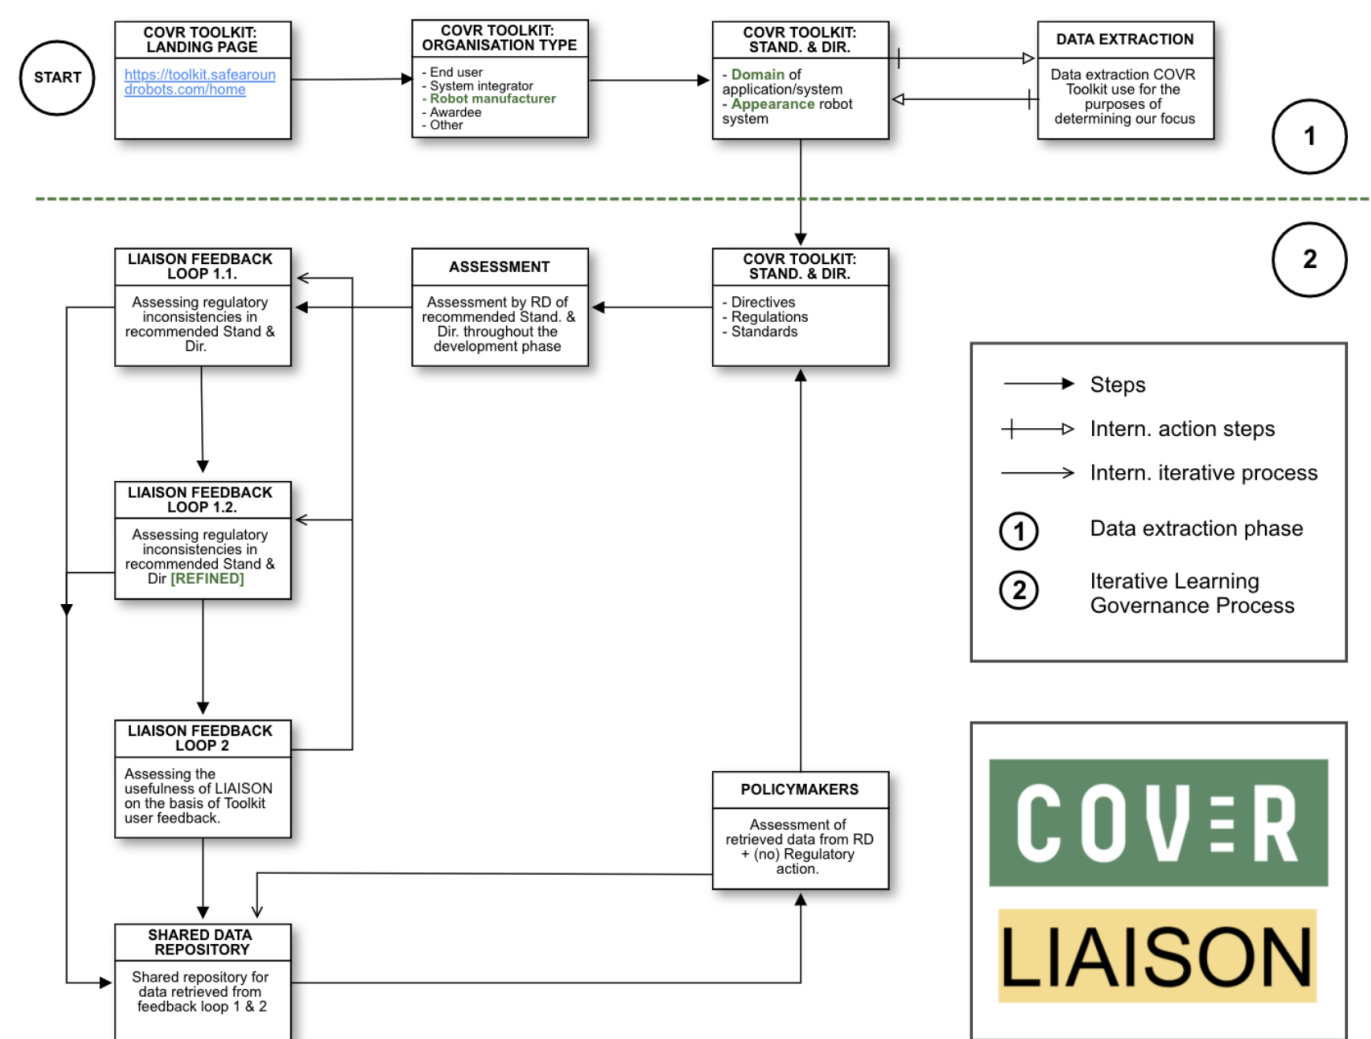 START
COVR TOOLKIT:
LANDING PAGE
https://toolkit.safearoun
drobots.com/home
COVR TOOLKIT:
ORGANISATION TYPE
- End user
- System integrator
- Robot manufacturer
- Awardee
- Other
COVR TOOLKIT:
STAND. & DIR.
- Domain of
application/system
- Appearance robot
system
DATA EXTRACTION
Data extraction COVR
Toolkit use for the
purposes of
determining our focus
1
2
LIAISON FEEDBACK
LOOP 1.1.
Assessing regulatory
inconsistencies in
recommended Stand &
Dir.
ASSESSMENT
Assessment by RD of
recommended Stand. &
Dir. throughout the
development phase
COVR TOOLKIT:
STAND. & DIR.
- Directives
- Regulations
- Standards
LIAISON FEEDBACK
LOOP 1.2.
Assessing regulatory
inconsistencies in
recommended Stand &
Dir [REFINED]
LIAISON FEEDBACK
LOOP 2
Assessing the
usefulness of LIAISON
on the basis of Toolkit
user feedback.
POLICYMAKERS
Assessment of
retrieved data from RD
+ (no) Regulatory
action.
SHARED DATA
REPOSITORY
Shared repository for
data retrieved from
feedback loop 1 & 2
Steps
Intern. action steps
Intern. iterative process
1 Data extraction phase
2 Iterative Learning
Governance Process
COVER
LIAISON